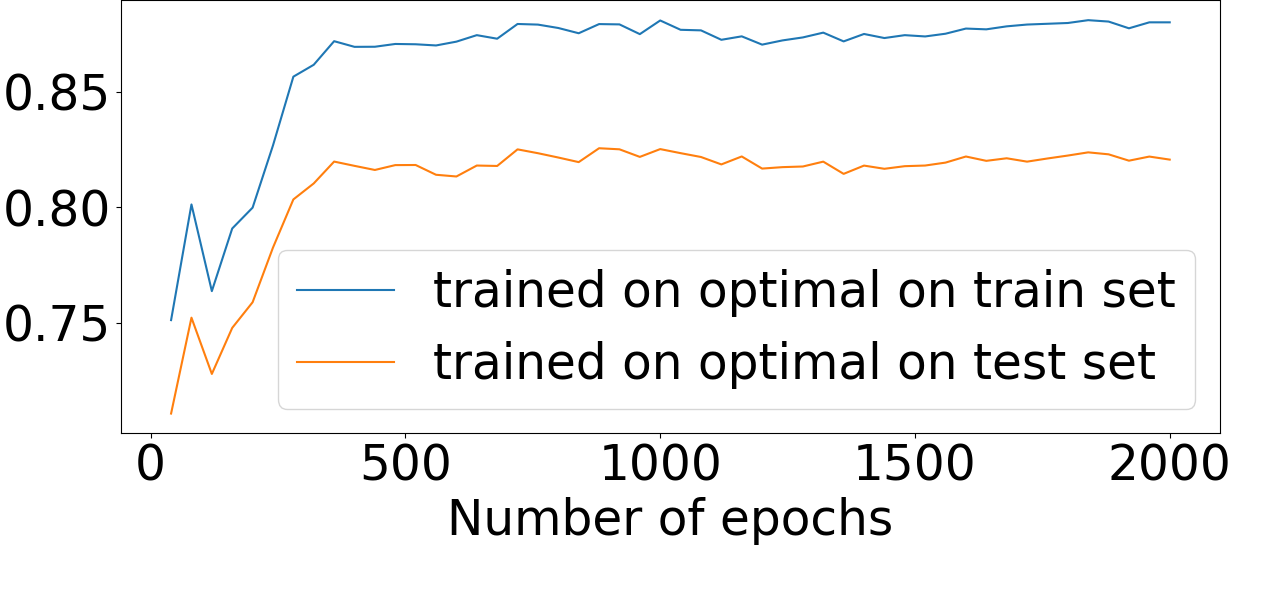 0.85
0.80
0.75
trained on optimal on train set
trained on optimal on test set
0 500 1000 1500 2000
Number of epochs